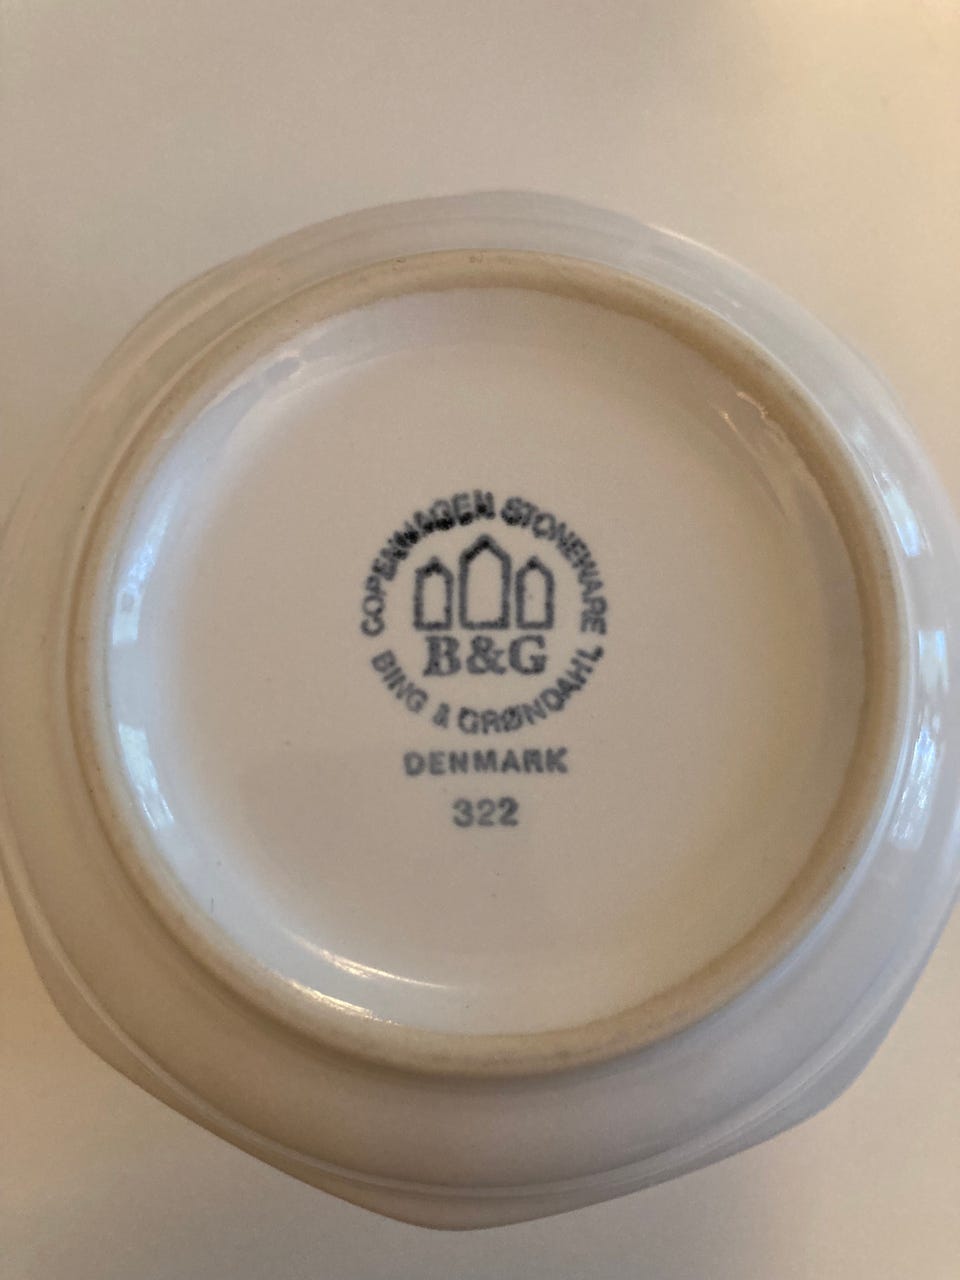 COPENHAGEN STONEWARE
B&G
BING & GRØNDAHL
DENMARK
322